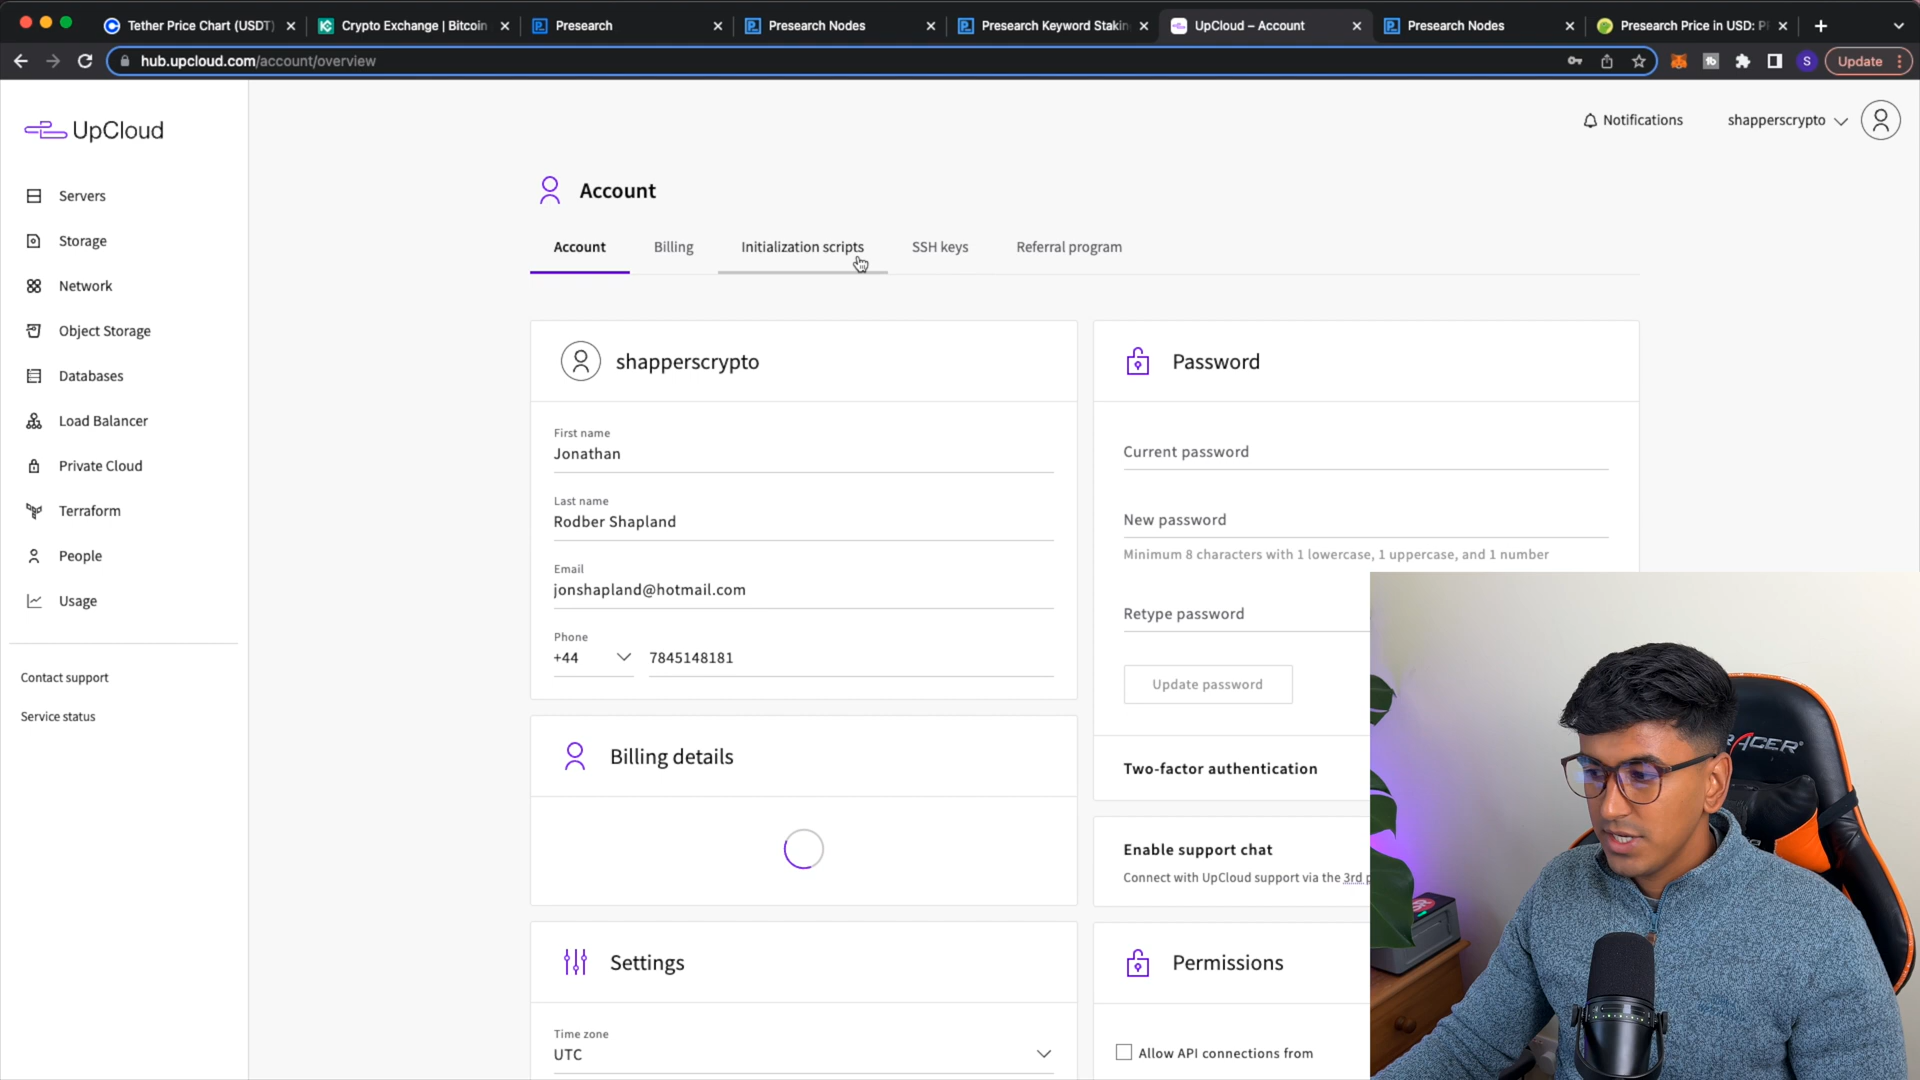 Tether Price Chart (USDT)
Crypto Exchange | Bitcoin
Presearch
Presearch Nodes
Presearch Keyword Stakin
UpCloud – Account
Presearch Nodes
Presearch Price in USD: P
hub.upcloud.com/account/overview
S
Update
UpCloud
Notifications
shapperscrypto
Servers
Storage
Network
Object Storage
Databases
Load Balancer
Private Cloud
Terraform
People
Usage
Contact support
Service status
Account
Account
Billing
Initialization scripts
SSH keys
Referral program
shapperscrypto
First name
Jonathan
Last name
Rodber Shapland
Email
jonshapland@hotmail.com
Phone
+44
7845148181
Billing details
Settings
Time zone
UTC
Password
Current password
New password
Minimum 8 characters with 1 lowercase, 1 uppercase, and 1 number
Retype password
Update password
Two-factor authentication
Enable support chat
Connect with UpCloud support via the 3rd p
Permissions
Allow API connections from
RACER